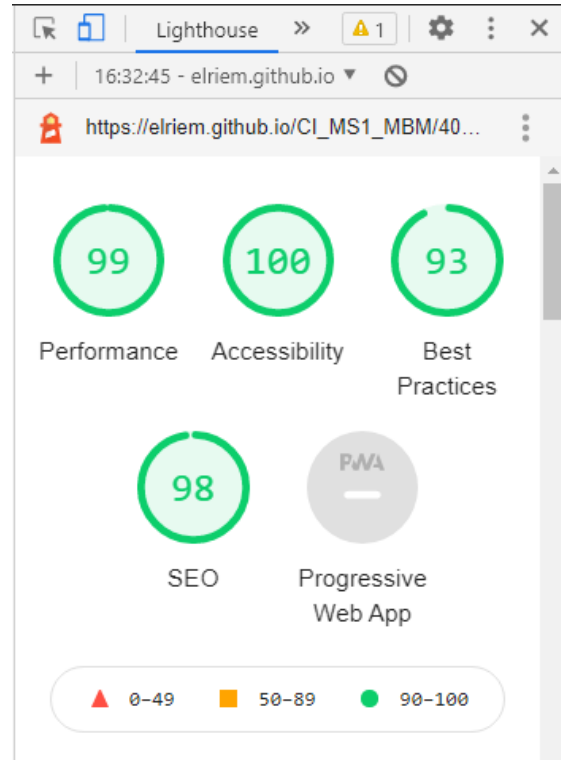 Lighthouse » 1
16:32:45 - elriem.github.io ▼
https://elriem.github.io/CI_MS1_MBM/40...
99 100 93
Performance Accessibility Best
Practices
98 PWA
SEO Progressive
Web App
0–49 50–89 90–100